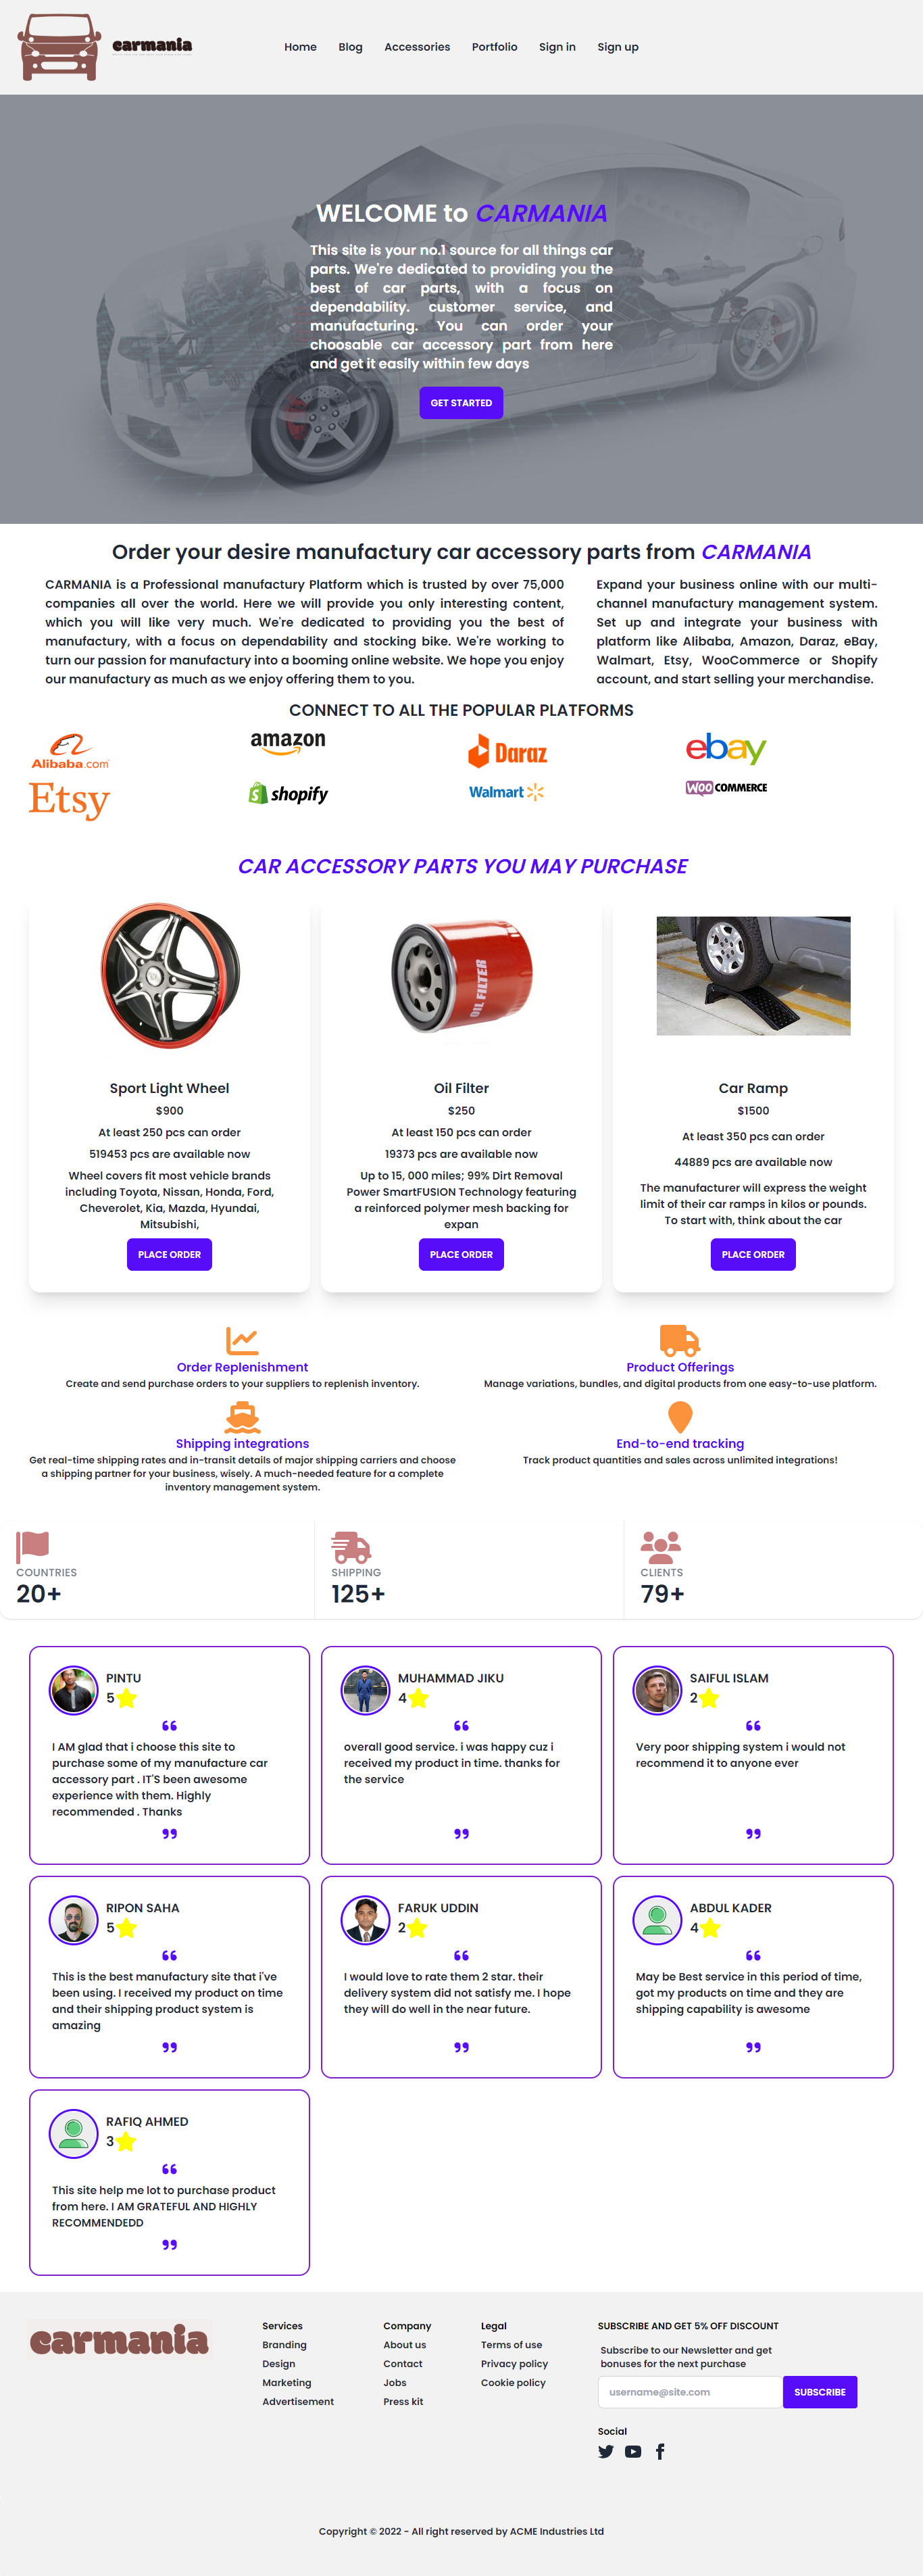 carmania
Home Blog Accessories Portfolio Sign in Sign up
WELCOME to CARMANIA
This site is your no.1 source for all things car
parts. We're dedicated to providing you the
best of car parts, with a focus on
dependability. customer service, and
manufacturing. You can order your
choosable car accessory part from here
and get it easily within few days
GET STARTED
Order your desire manufactury car accessory parts from CARMANIA
CARMANIA is a Professional manufactury Platform which is trusted by over 75,000
companies all over the world. Here we will provide you only interesting content,
which you will like very much. We're dedicated to providing you the best of
manufactury, with a focus on dependability and stocking bike. We're working to
turn our passion for manufactury into a booming online website. We hope you enjoy
our manufactury as much as we enjoy offering them to you.
Expand your business online with our multi-
channel manufactury management system.
Set up and integrate your business with
platform like Alibaba, Amazon, Daraz, eBay,
Walmart, Etsy, WooCommerce or Shopify
account, and start selling your merchandise.
CONNECT TO ALL THE POPULAR PLATFORMS
Alibaba.com
amazon
Daraz
ebay
Etsy
shopify
Walmart
WOO COMMERCE
CAR ACCESSORY PARTS YOU MAY PURCHASE
Sport Light Wheel
$900
At least 250 pcs can order
519453 pcs are available now
Wheel covers fit most vehicle brands
including Toyota, Nissan, Honda, Ford,
Cheverolet, Kia, Mazda, Hyundai,
Mitsubishi,
PLACE ORDER
OIL FILTER
Oil Filter
$250
At least 150 pcs can order
19373 pcs are available now
Up to 15, 000 miles; 99% Dirt Removal
Power SmartFUSION Technology featuring
a reinforced polymer mesh backing for
expan
PLACE ORDER
Car Ramp
$1500
At least 350 pcs can order
44889 pcs are available now
The manufacturer will express the weight
limit of their car ramps in kilos or pounds.
To start with, think about the car
PLACE ORDER
Order Replenishment
Create and send purchase orders to your suppliers to replenish inventory.
Product Offerings
Manage variations, bundles, and digital products from one easy-to-use platform.
Shipping integrations
Get real-time shipping rates and in-transit details of major shipping carriers and choose
a shipping partner for your business, wisely. A much-needed feature for a complete
inventory management system.
End-to-end tracking
Track product quantities and sales across unlimited integrations!
COUNTRIES
20+
SHIPPING
125+
CLIENTS
79+
PINTU
5
“
I AM glad that i choose this site to
purchase some of my manufacture car
accessory part . IT'S been awesome
experience with them. Highly
recommended . Thanks
”
MUHAMMAD JIKU
4
“
overall good service. i was happy cuz i
received my product in time. thanks for
the service
”
SAIFUL ISLAM
2
“
Very poor shipping system i would not
recommend it to anyone ever
”
RIPON SAHA
5
“
This is the best manufactury site that i've
been using. I received my product on time
and their shipping product system is
amazing
”
FARUK UDDIN
2
“
I would love to rate them 2 star. their
delivery system did not satisfy me. I hope
they will do well in the near future.
”
ABDUL KADER
4
“
May be Best service in this period of time,
got my products on time and they are
shipping capability is awesome
”
RAFIQ AHMED
3
“
This site help me lot to purchase product
from here. I AM GRATEFUL AND HIGHLY
RECOMMENDEDD
”
carmania
Services
Branding
Design
Marketing
Advertisement
Company
About us
Contact
Jobs
Press kit
Legal
Terms of use
Privacy policy
Cookie policy
SUBSCRIBE AND GET 5% OFF DISCOUNT
Subscribe to our Newsletter and get
bonuses for the next purchase
username@site.com SUBSCRIBE
Social
Copyright © 2022 - All right reserved by ACME Industries Ltd